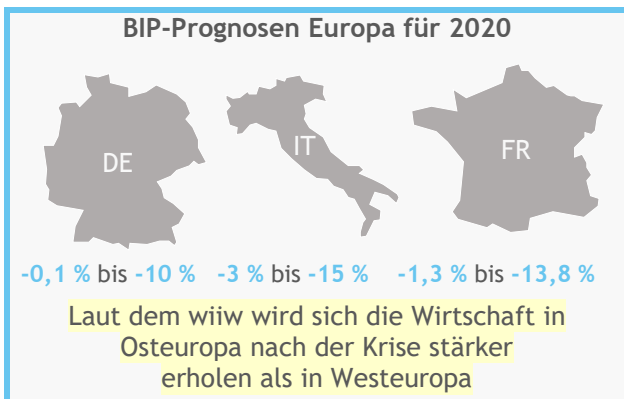 BIP-Prognosen Europa für 2020
DE
IT
FR
-0,1 % bis -10 %
-3 % bis -15 %
-1,3 % bis -13,8 %
Laut dem wiiw wird sich die Wirtschaft in
Osteuropa nach der Krise stärker
erholen als in Westeuropa